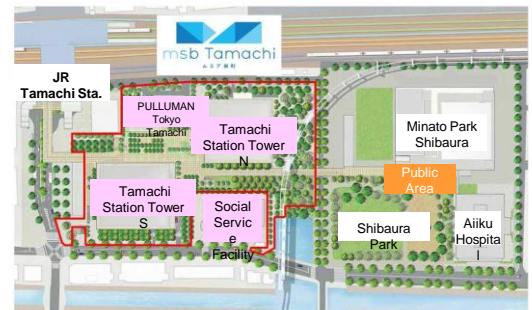 msb Tamachi
ムスブ田町
JR
Tamachi Sta.
PULLUMAN
Tokyo
Tamachi
Tamachi
Station Tower
N
Minato Park
Shibaura
Public
Area
Tamachi
Station Tower
S
Social
Servic
e
Facility
Shibaura
Park
Aiiku
Hospita
l